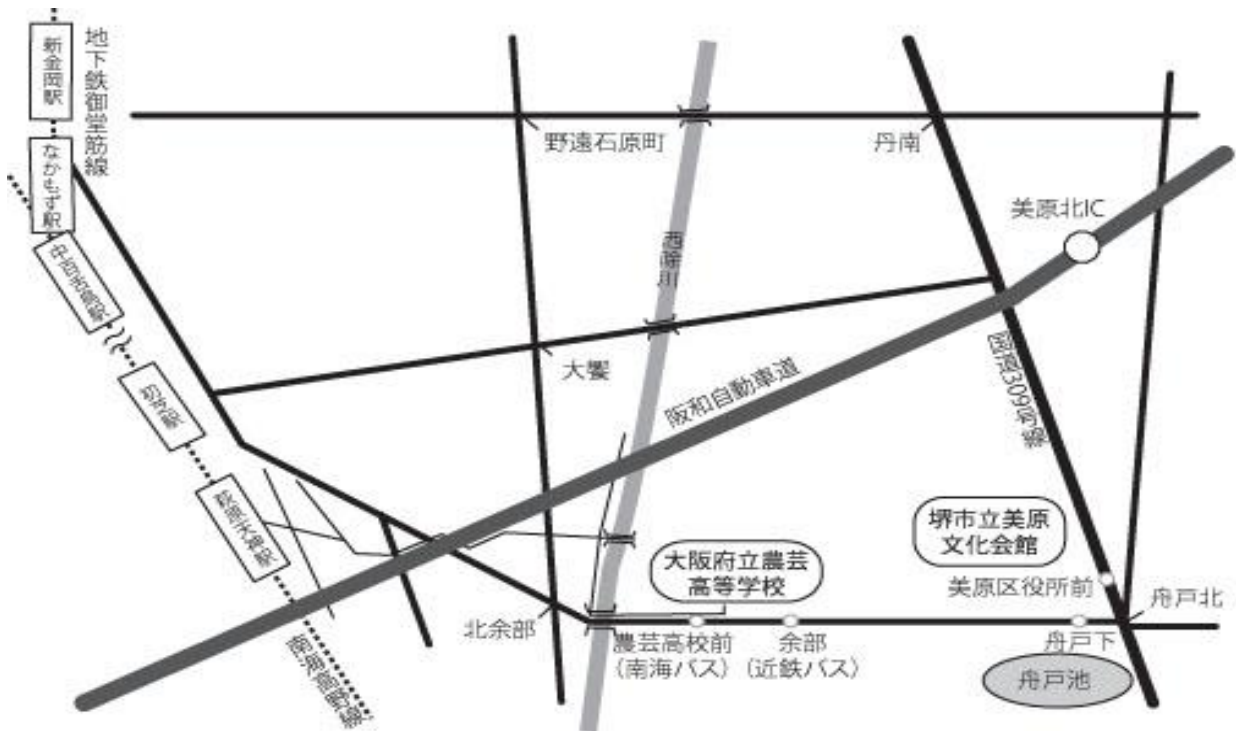 新金岡駅
地下鉄御堂筋線
なかもず駅
中百舌鳥駅
初芝駅
萩原天神駅
南海高野線
野遠石原町
丹南
美原北IC
西除川
大饗
阪和自動車道
国道309号線
堺市立美原
文化会館
大阪府立農芸
高等学校
美原区役所前
舟戸北
北余部
農芸高校前
(南海バス)
余部
(近鉄バス)
舟戸下
舟戸池